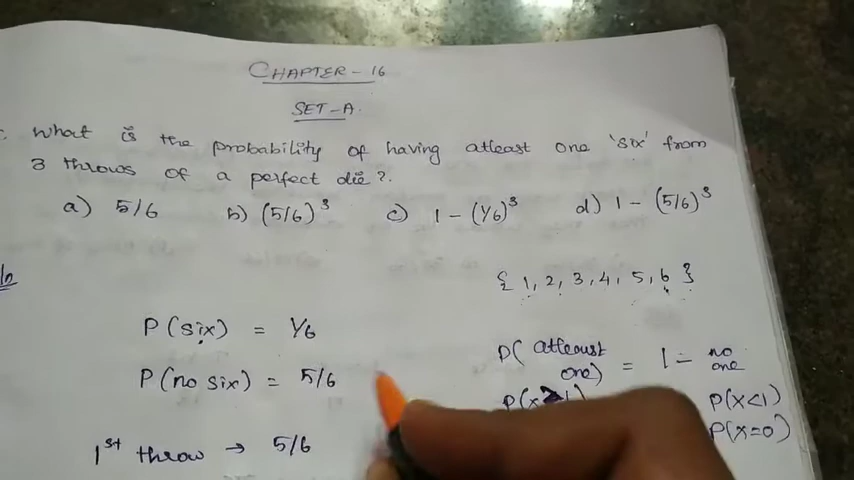 CHAPTER - 16
SET-A.
What is the probability of having atleast one 'six' from
3 throws of a perfect die?.
a) 5/6 b) (5/6)³ c) 1 - (1/6)³ d) 1 - (5/6)³
{ 1, 2, 3, 4, 5, 6 }
P(six) = 1/6
P(atleast one) = 1 - no one
P(no six) = 5/6
P(X<1)
P(X=0)
1st throw → 5/6